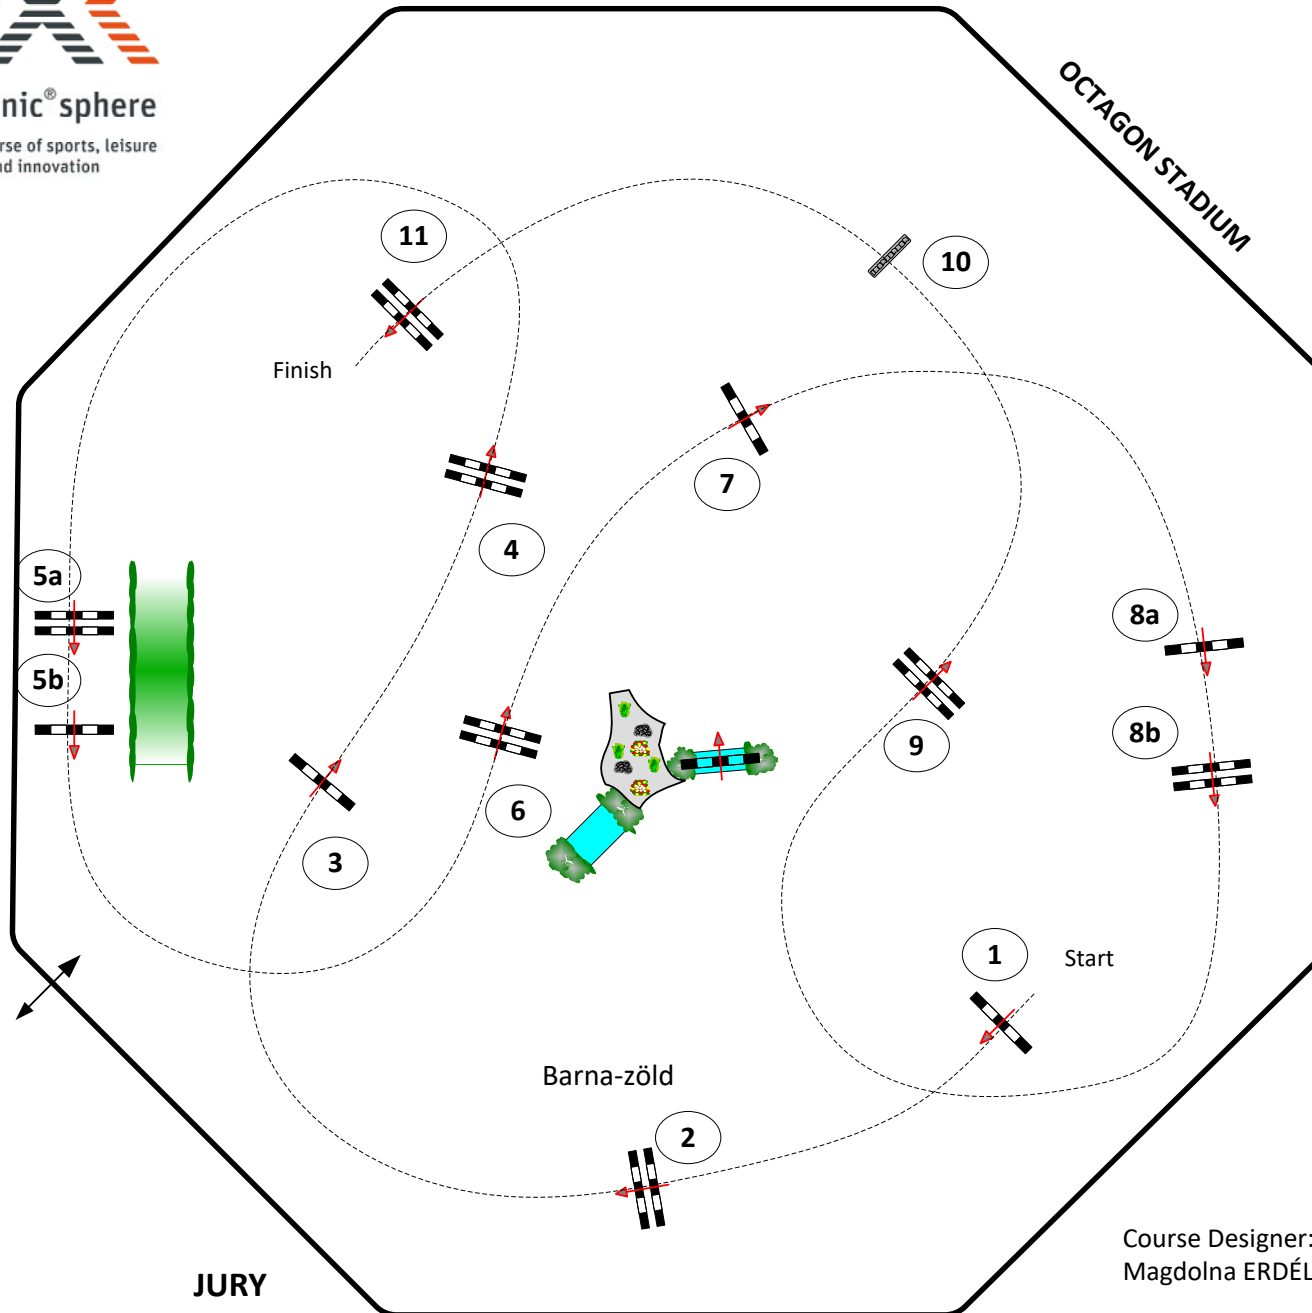 nic® sphere
rse of sports, leisure
nd innovation
OCTAGON STADIUM
11
10
Finish
7
4
5a
8a
5b
8b
9
6
3
1
Start
Barna-zöld
2
Course Designer:
Magdolna ERDÉL
JURY